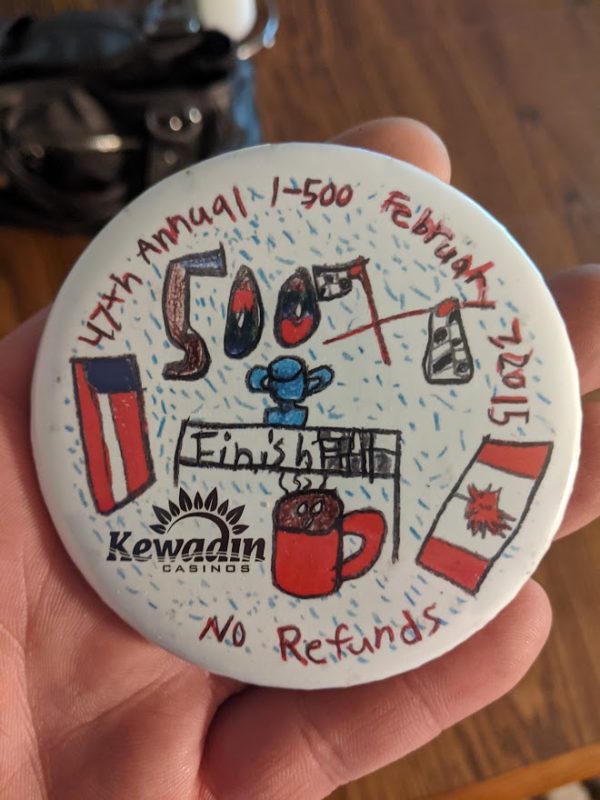 47th Annual I-500 February 7, 2015
500
Finish
Kewadin
CASINOS
No Refunds